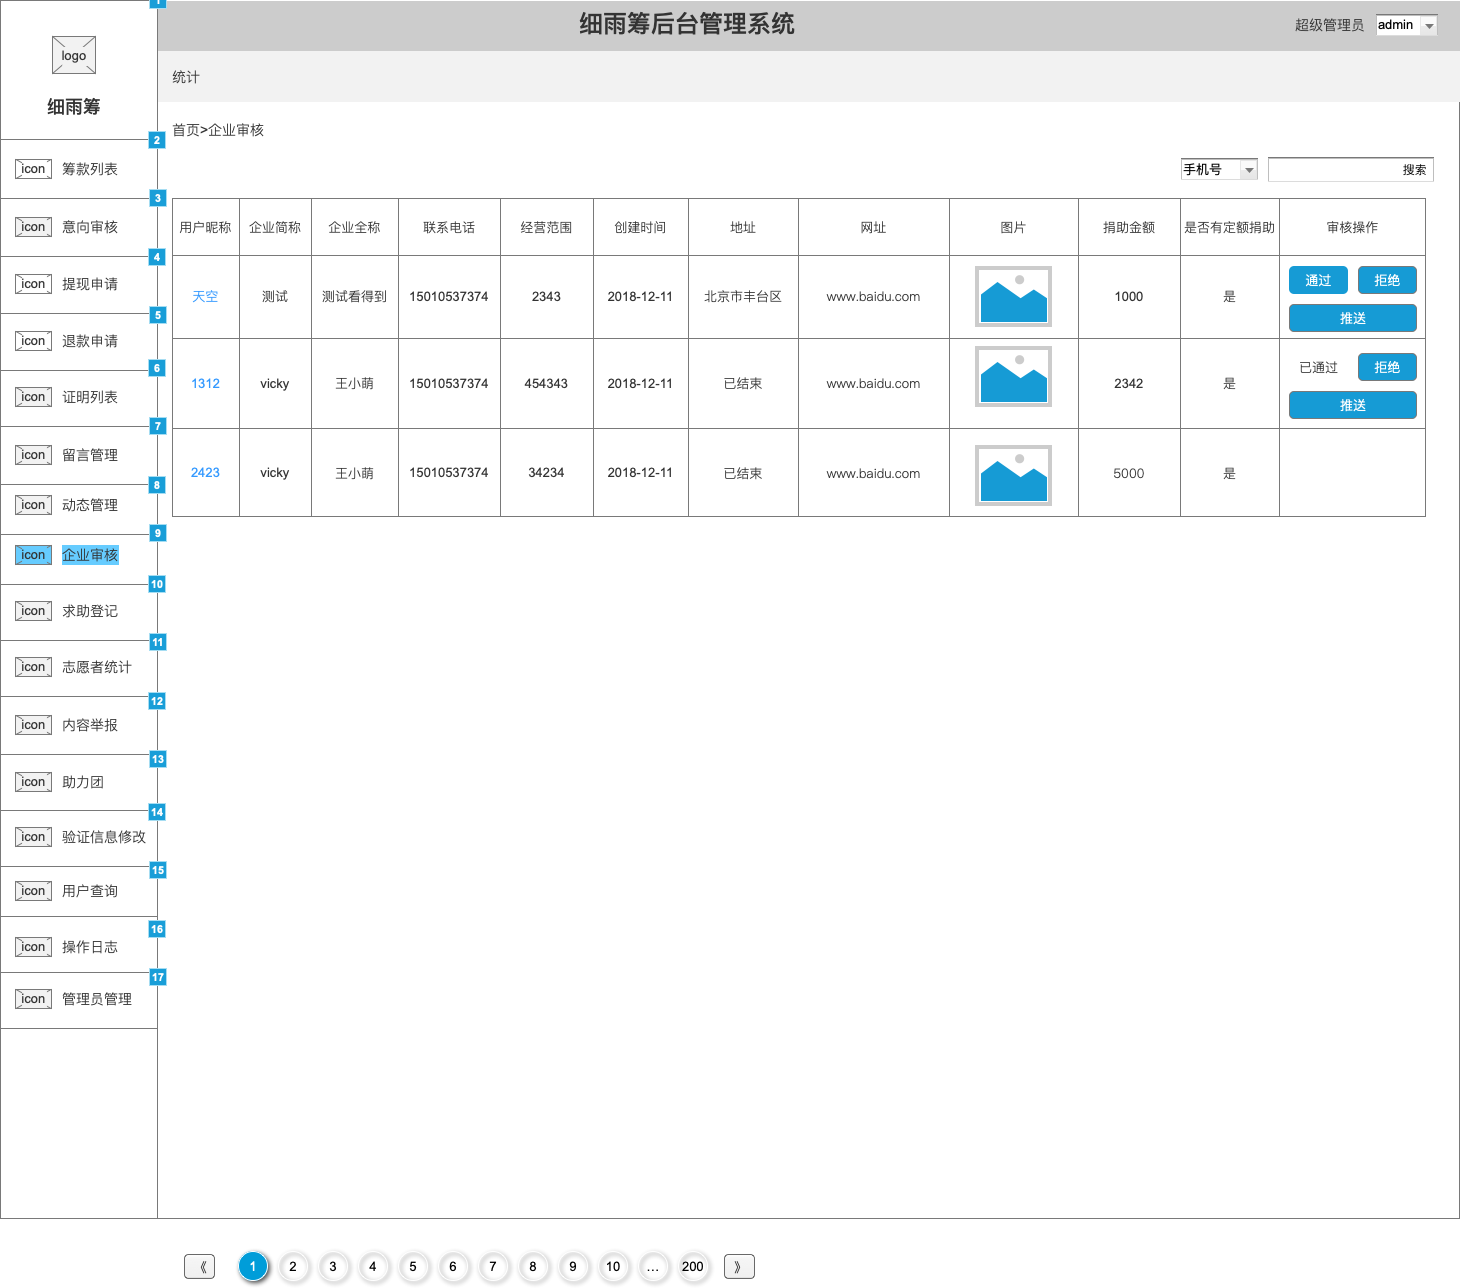 1
细雨筹后台管理系统
超级管理员 admin
logo
统计
细雨筹
首页>企业审核
2
icon 筹款列表
手机号 搜索
3
icon 意向审核
4
icon 提现申请
5
icon 退款申请
6
icon 证明列表
7
icon 留言管理
8
icon 动态管理
9
icon 企业审核
10
icon 求助登记
11
icon 志愿者统计
12
icon 内容举报
13
icon 助力团
14
icon 验证信息修改
15
icon 用户查询
16
icon 操作日志
17
icon 管理员管理
用户昵称 企业简称 企业全称 联系电话 经营范围 创建时间 地址 网址 图片 捐助金额 是否有定额捐助 审核操作
天空 测试 测试看得到 15010537374 2343 2018-12-11 北京市丰台区 www.baidu.com 1000 是 通过 拒绝
推送
1312 vicky 王小萌 15010537374 454343 2018-12-11 已结束 www.baidu.com 2342 是 已通过 拒绝
推送
2423 vicky 王小萌 15010537374 34234 2018-12-11 已结束 www.baidu.com 5000 是
《 1 2 3 4 5 6 7 8 9 10 ... 200 》